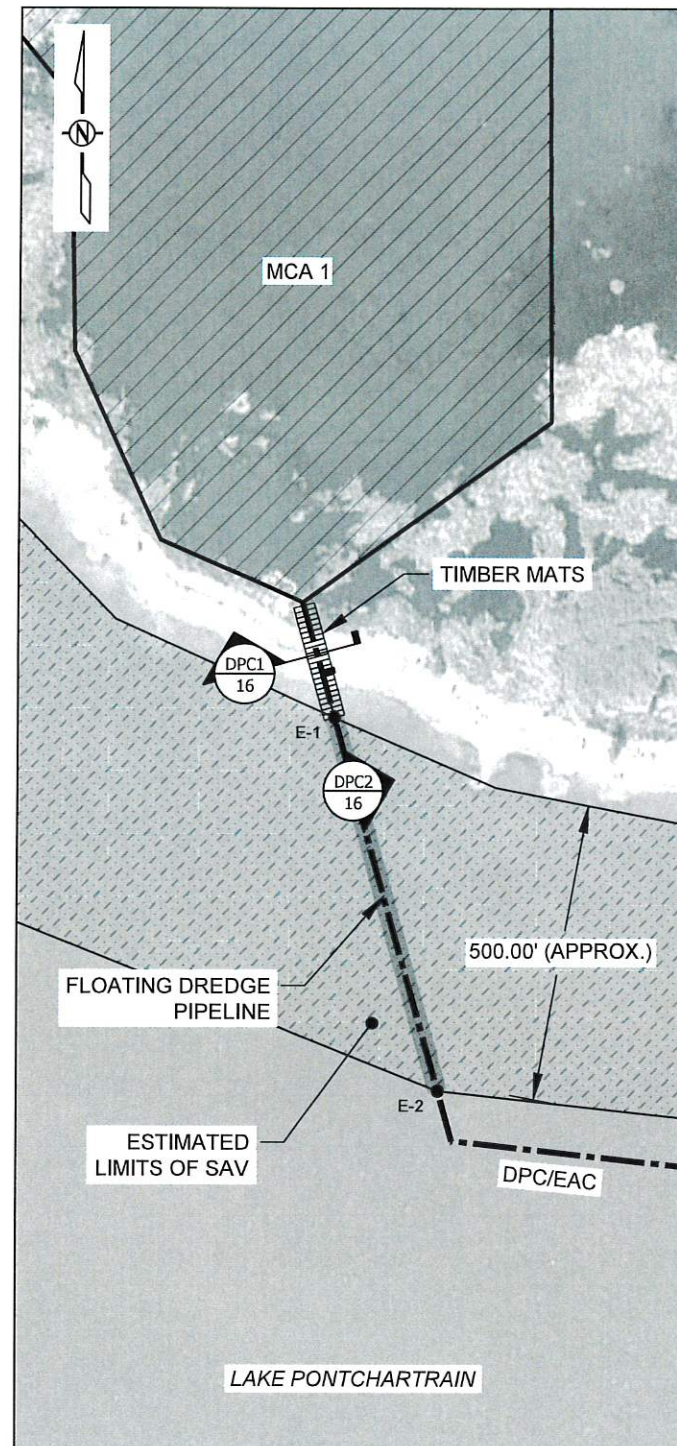 N
MCA 1
TIMBER MATS
DPC1
16
E-1
DPC2
16
500.00' (APPROX.)
FLOATING DREDGE
PIPELINE
E-2
ESTIMATED
LIMITS OF SAV
DPC/EAC
LAKE PONTCHARTRAIN